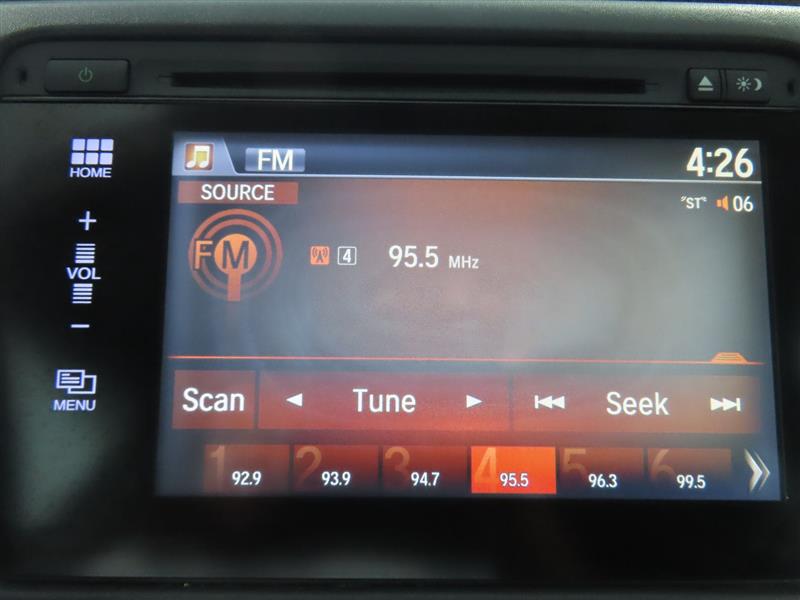 HOME
+
VOL
−
MENU
FM 4:26
SOURCE
"ST" 06
FM 4 95.5 MHz
Scan Tune Seek
1 92.9 2 93.9 3 94.7 4 95.5 5 96.3 6 99.5